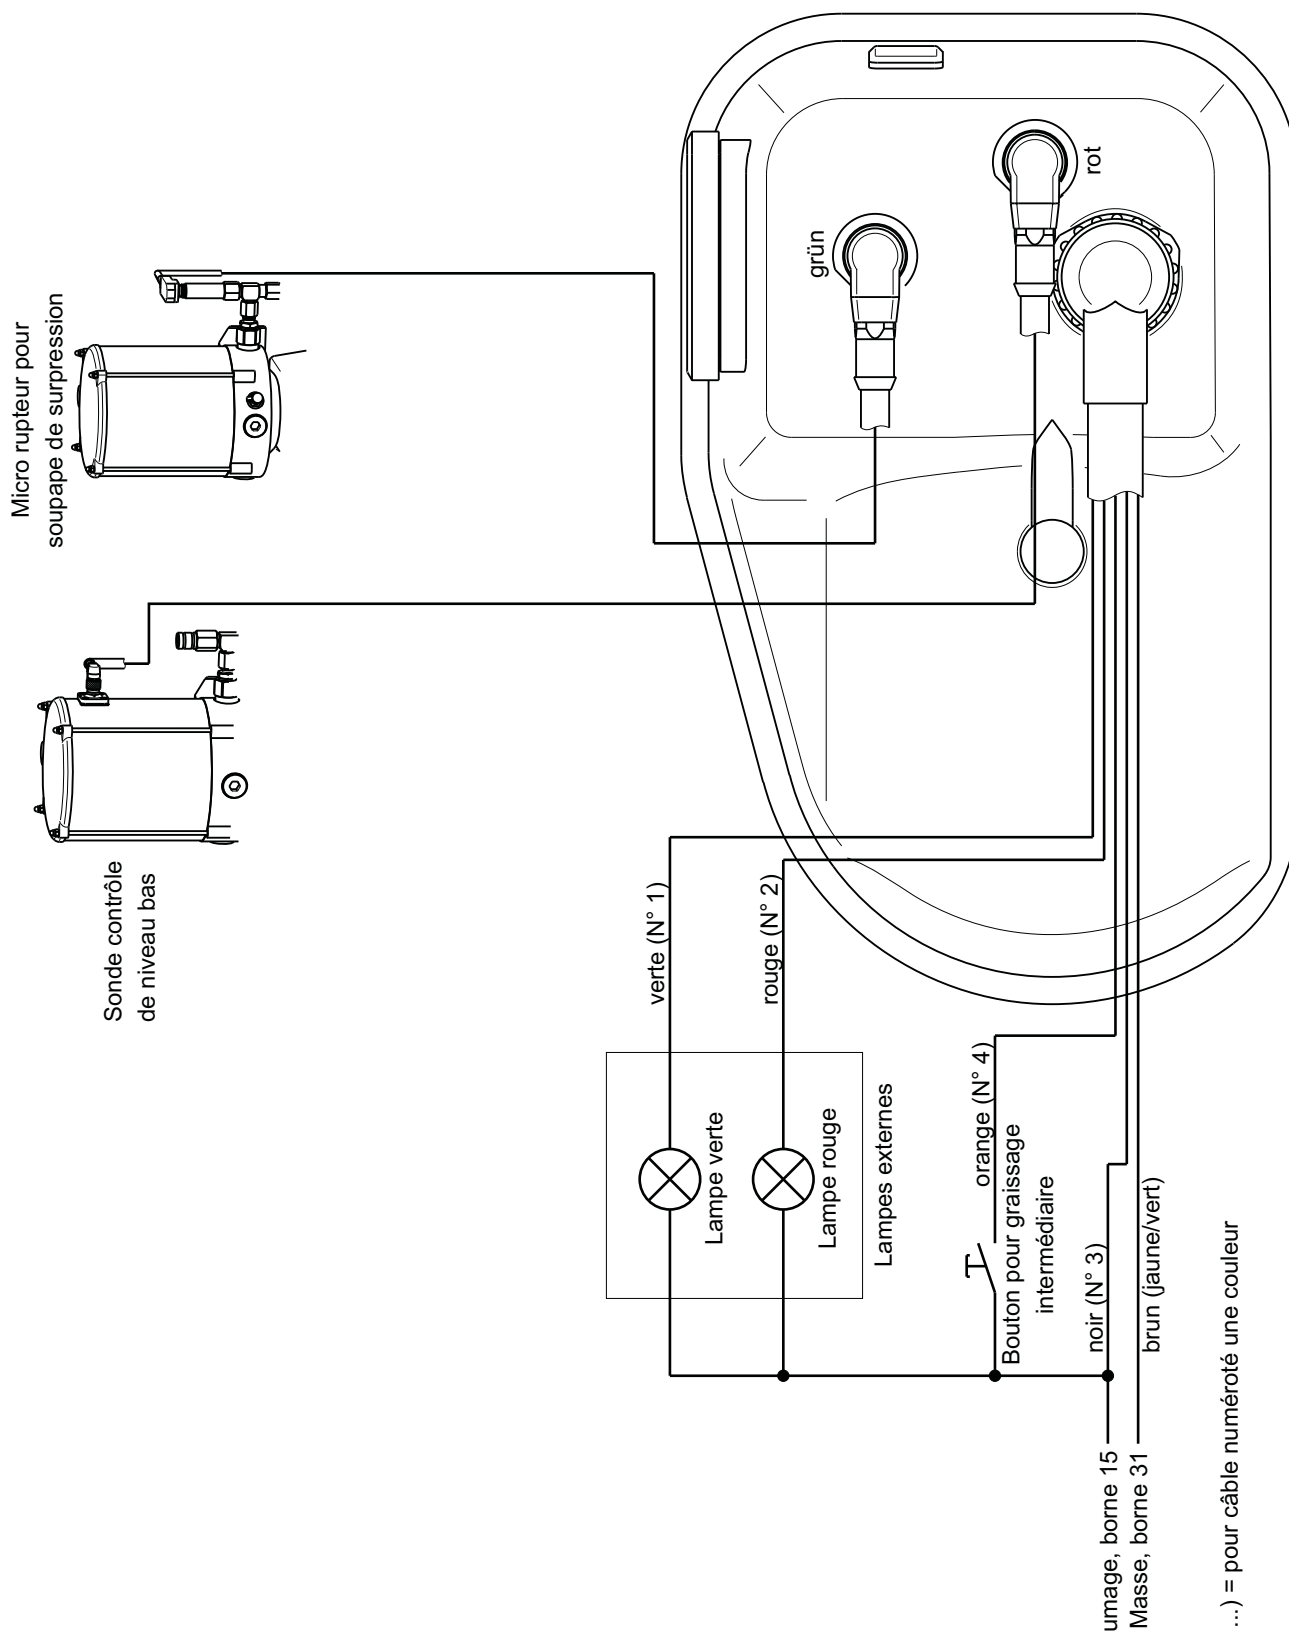 Micro rupteur pour
soupape de surpression
Sonde contrôle
de niveau bas
grün
rot
verte (N° 1)
rouge (N° 2)
Lampe verte
Lampe rouge
Lampes externes
orange (N° 4)
Bouton pour graissage
intermédiaire
noir (N° 3)
brun (jaune/vert)
umage, borne 15
Masse, borne 31
...) = pour câble numéroté une couleur